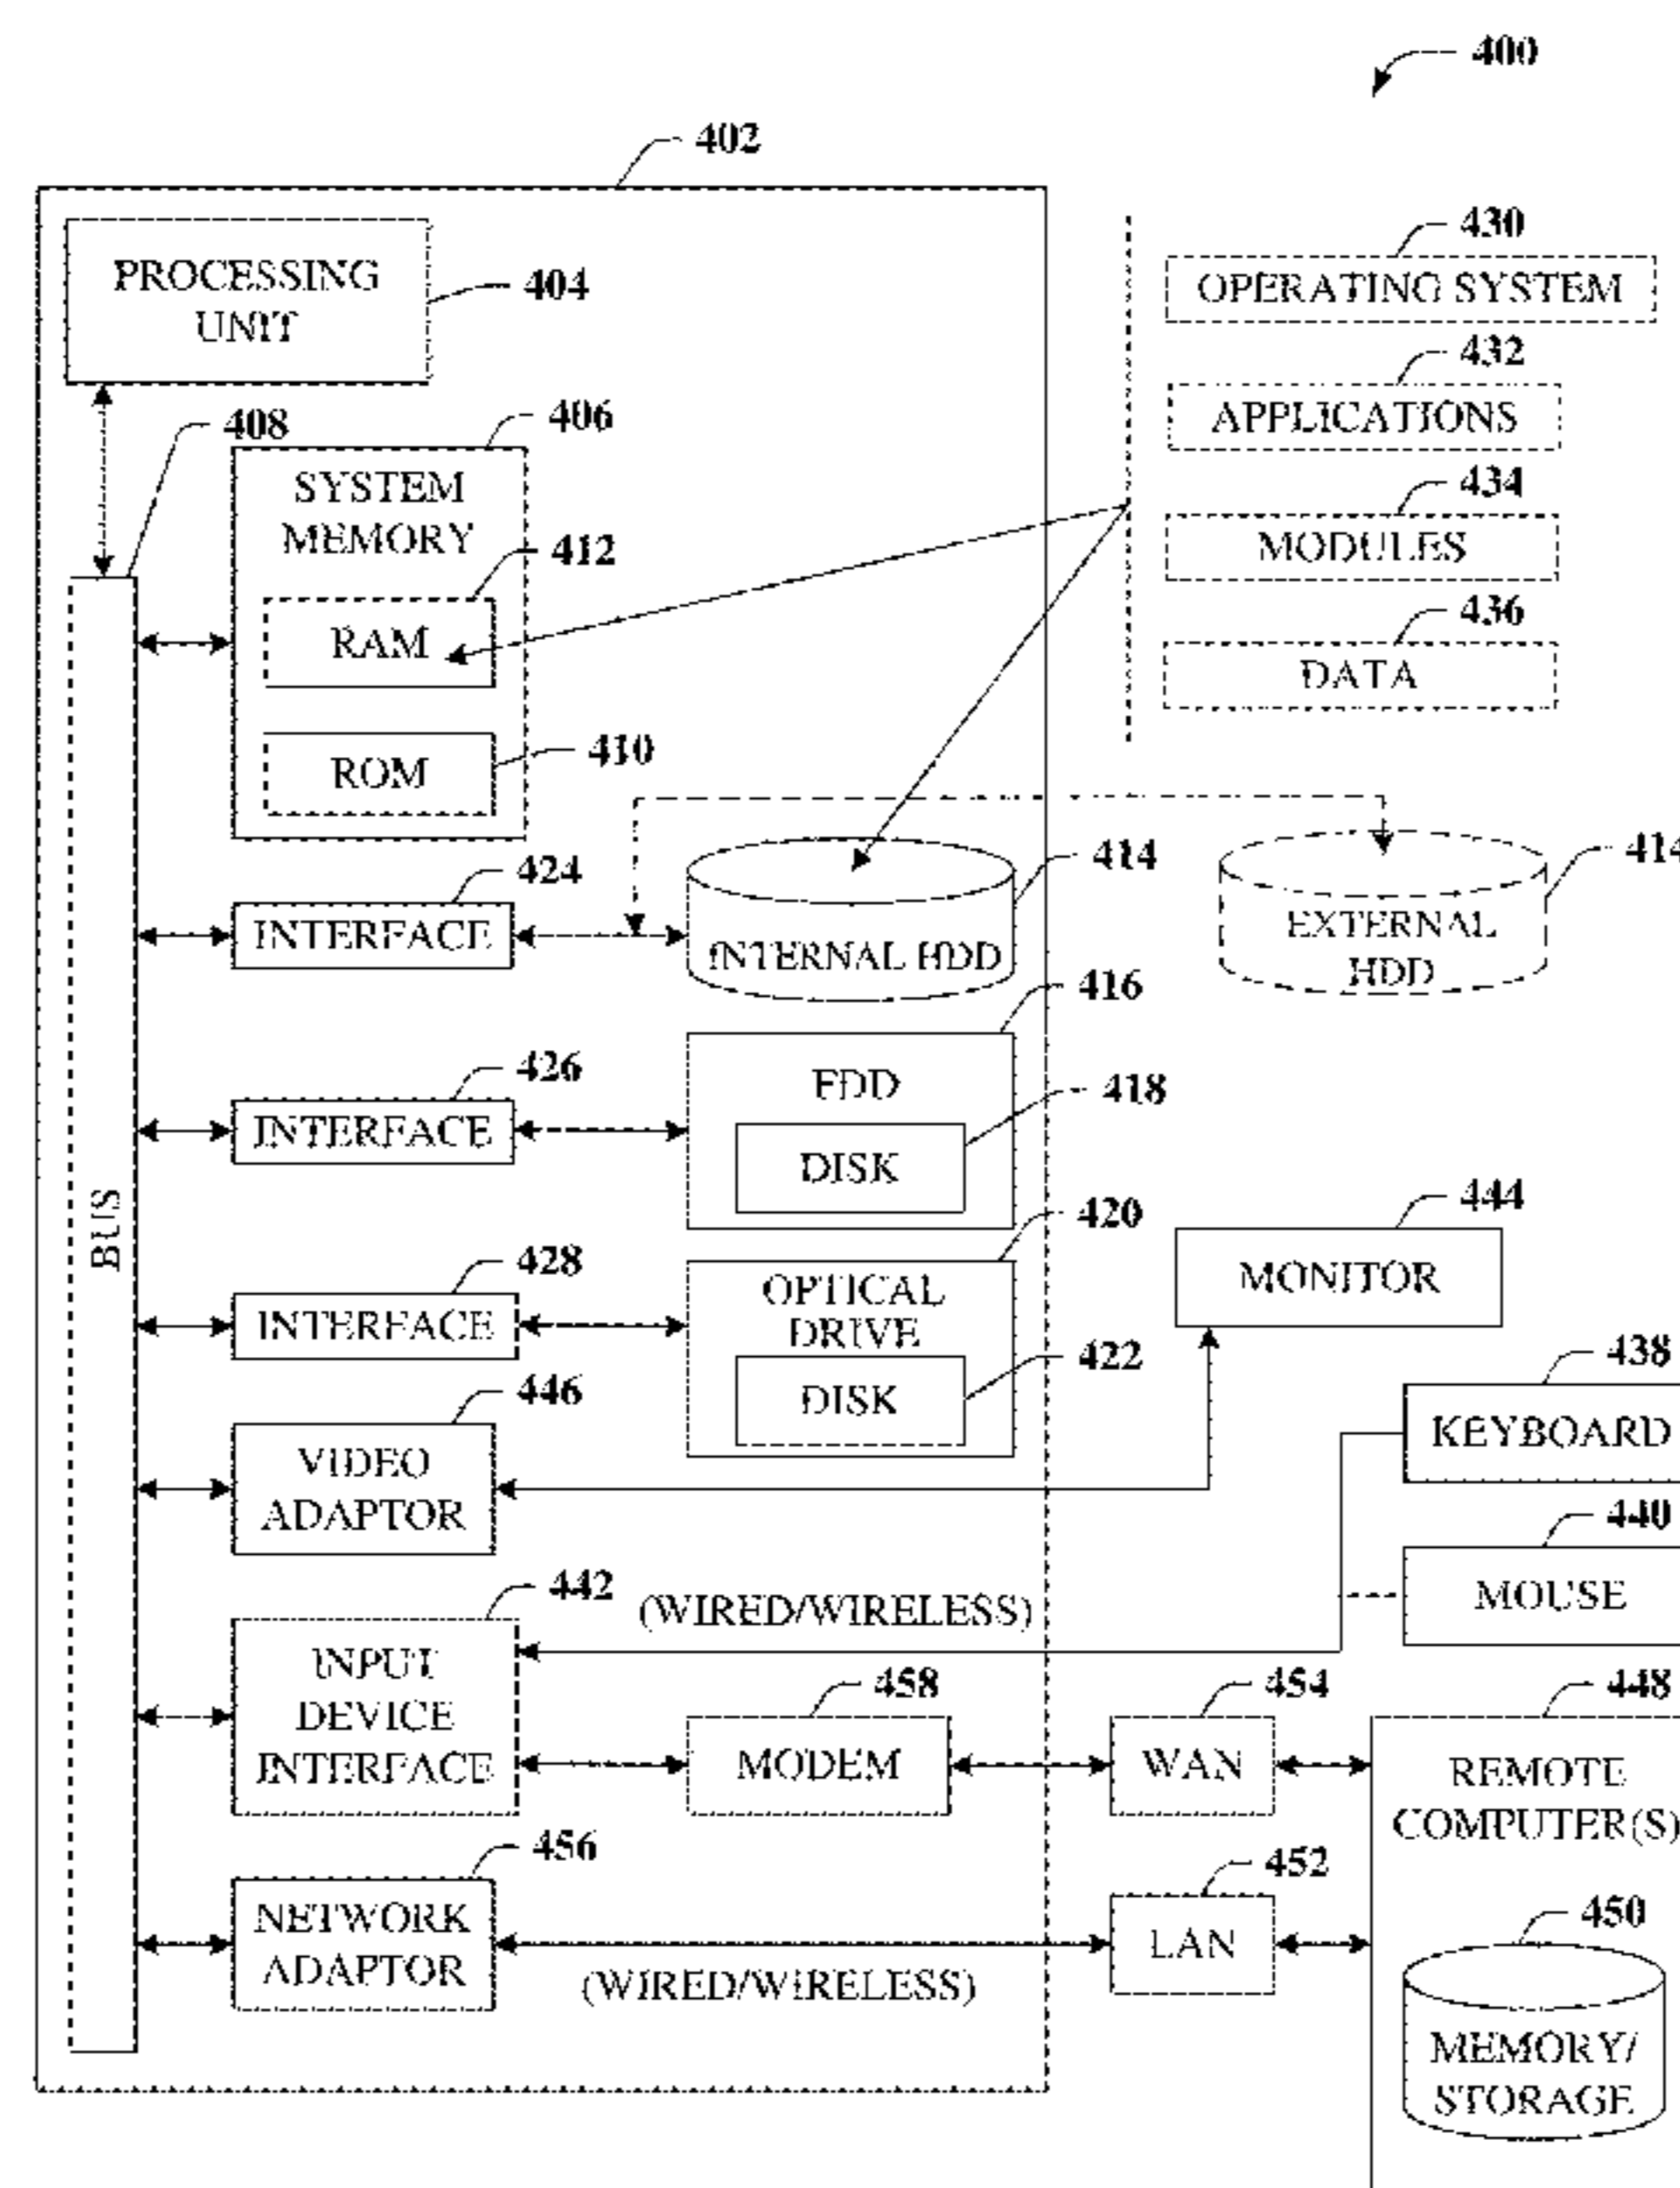 400
402
PROCESSING
UNIT
404
430
OPERATING SYSTEM
432
APPLICATIONS
434
MODULES
436
DATA
408
406
SYSTEM
MEMORY
412
RAM
410
ROM
424
INTERFACE
414
INTERNAL HDD
414
EXTERNAL
HDD
416
FDD
426
INTERFACE
418
DISK
BUS
420
OPTICAL
DRIVE
428
INTERFACE
422
DISK
444
MONITOR
446
VIDEO
ADAPTOR
438
KEYBOARD
440
MOUSE
442
INPUT
DEVICE
INTERFACE
(WIRED/WIRELESS)
458
MODEM
454
WAN
448
REMOTE
COMPUTER(S)
456
NETWORK
ADAPTOR
(WIRED/WIRELESS)
452
LAN
450
MEMORY/
STORAGE